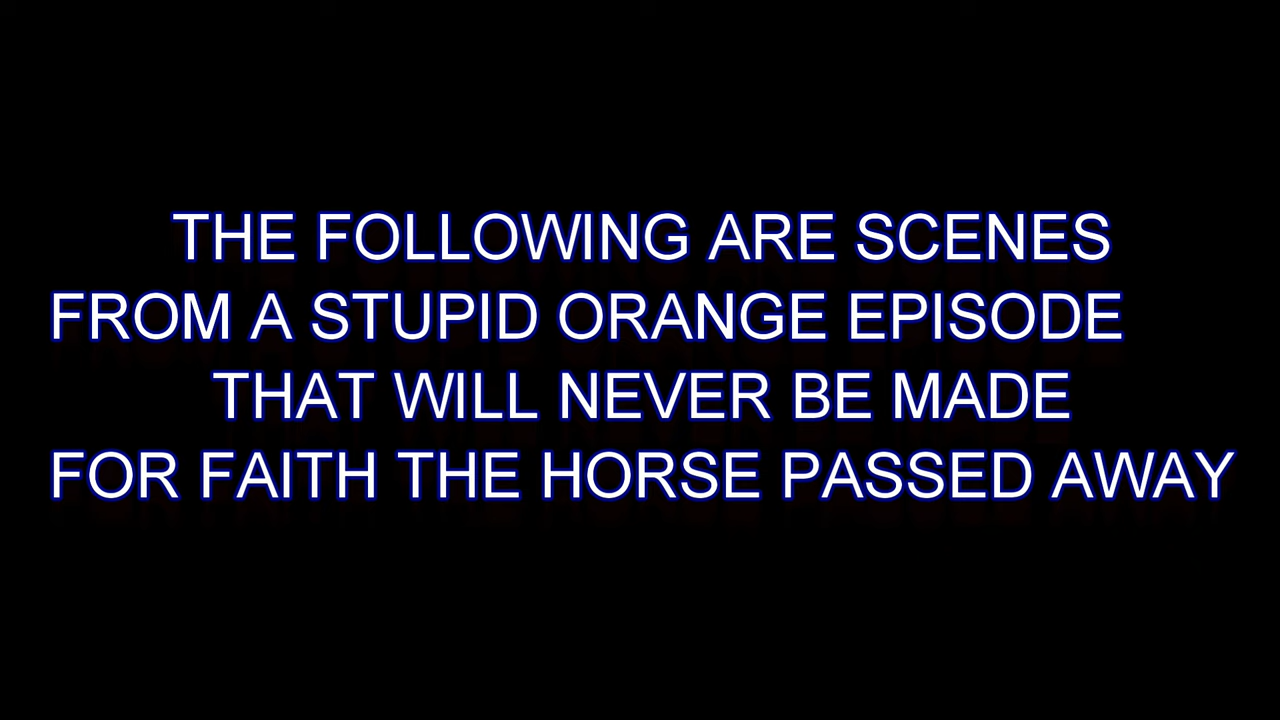 THE FOLLOWING ARE SCENES
FROM A STUPID ORANGE EPISODE
THAT WILL NEVER BE MADE
FOR FAITH THE HORSE PASSED AWAY